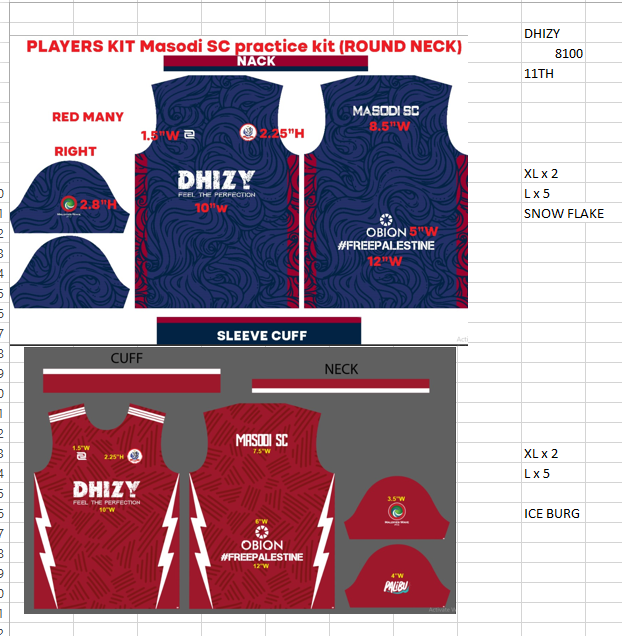 DHIZY
8100
11TH
PLAYERS KIT Masodi SC practice kit (ROUND NECK)
NACK
RED MANY
RIGHT
1.5"W
2.25"H
MASODI SC
8.5"W
2.8"H
DHIZY
FEEL THE PERFECTION
10"W
OBION
5"W
#FREEPALESTINE
12"W
SLEEVE CUFF
XL x 2
L x 5
SNOW FLAKE
CUFF
NECK
1.5"W
2.25"H
MASODI SC
7.5"W
DHIZY
FEEL THE PERFECTION
10"W
6"W
OBION
#FREEPALESTINE
12"W
3.5"W
4"W
PALIBU
XL x 2
L x 5
ICE BURG